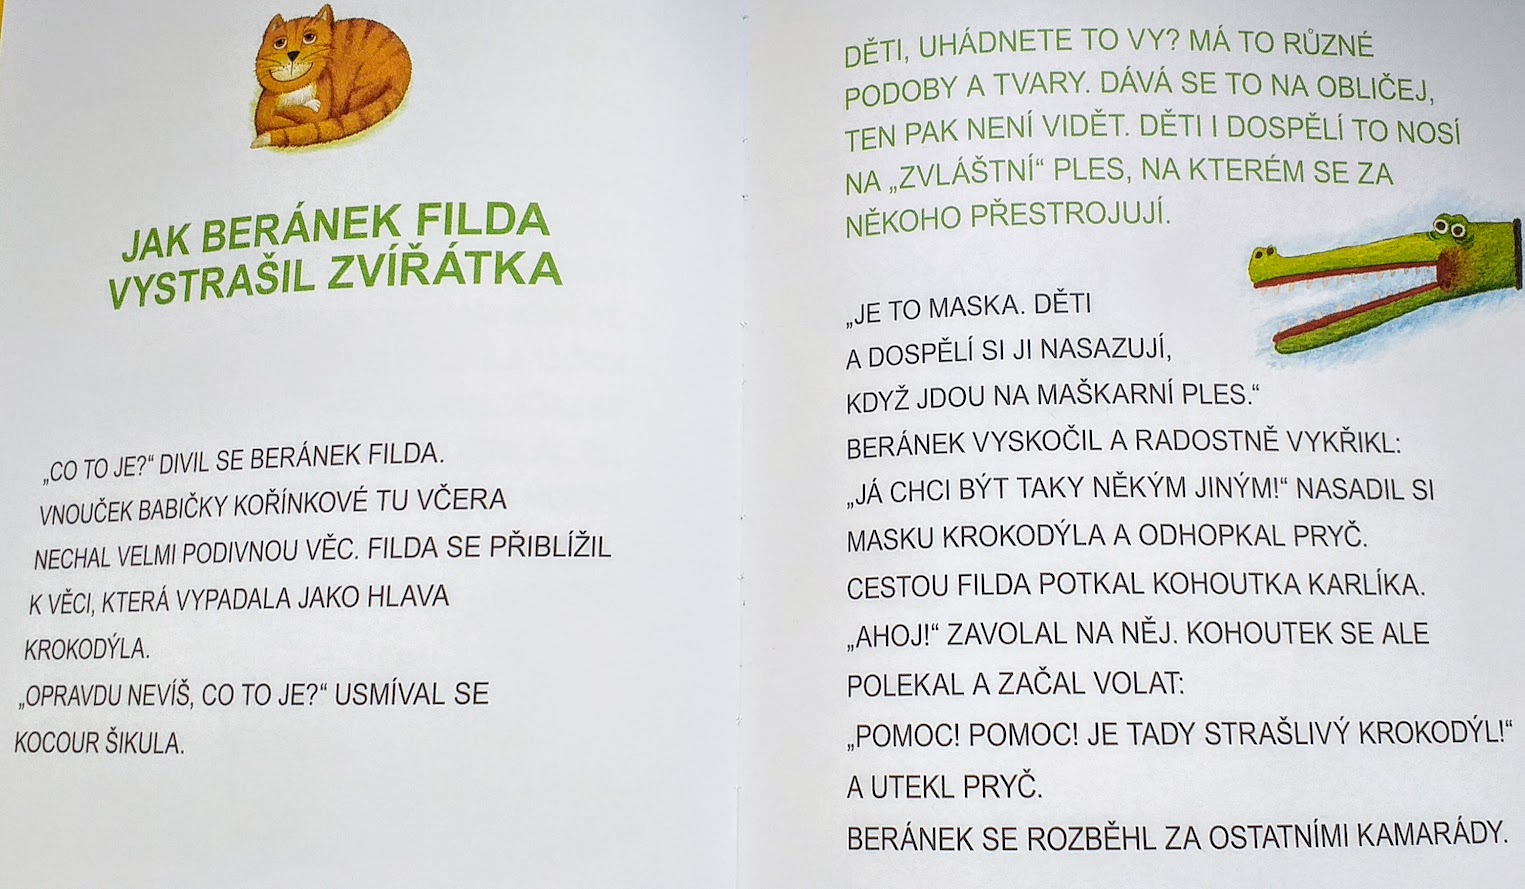 JAK BERÁNEK FILDA
VYSTRAŠIL ZVÍŘÁTKA
„CO TO JE?“ DIVIL SE BERÁNEK FILDA.
VNOUČEK BABIČKY KOŘÍNKOVÉ TU VČERA
NECHAL VELMI PODIVNOU VĚC. FILDA SE PŘIBLÍŽIL
K VĚCI, KTERÁ VYPADALA JAKO HLAVA
KROKODÝLA.
„OPRAVDU NEVÍŠ, CO TO JE?“ USMÍVAL SE
KOCOUR ŠIKULA.
DĚTI, UHÁDNETE TO VY? MÁ TO RŮZNÉ
PODOBY A TVARY. DÁVÁ SE TO NA OBLIČEJ,
TEN PAK NENÍ VIDĚT. DĚTI I DOSPĚLÍ TO NOSÍ
NA „ZVLÁŠTNÍ“ PLES, NA KTERÉM SE ZA
NĚKOHO PŘESTROJUJÍ.
„JE TO MASKA. DĚTI
A DOSPĚLÍ SI JI NASAZUJÍ,
KDYŽ JDOU NA MAŠKARNÍ PLES.“
BERÁNEK VYSKOČIL A RADOSTNĚ VYKŘIKL:
„JÁ CHCI BÝT TAKY NĚKÝM JINÝM!“ NASADIL SI
MASKU KROKODÝLA A ODHOPKAL PRYČ.
CESTOU FILDA POTKAL KOHOUTKA KARLÍKA.
„AHOJ!“ ZAVOLAL NA NĚJ. KOHOUTEK SE ALE
POLEKAL A ZAČAL VOLAT:
„POMOC! POMOC! JE TADY STRAŠLIVÝ KROKODÝL!“
A UTEKL PRYČ.
BERÁNEK SE ROZBĚHL ZA OSTATNÍMI KAMARÁDY.